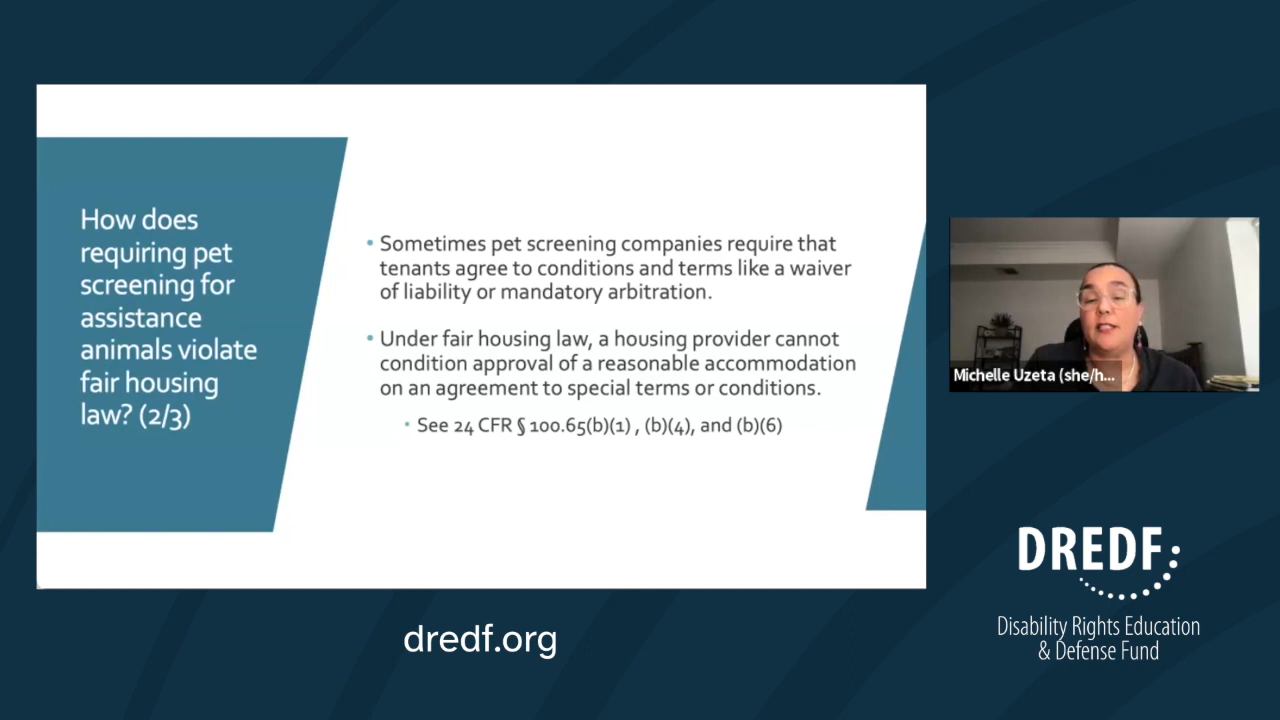 How does
requiring pet
screening for
assistance
animals violate
fair housing
law? (2/3)
• Sometimes pet screening companies require that
tenants agree to conditions and terms like a waiver
of liability or mandatory arbitration.
• Under fair housing law, a housing provider cannot
condition approval of a reasonable accommodation
on an agreement to special terms or conditions.
• See 24 CFR § 100.65(b)(1) , (b)(4), and (b)(6)
Michelle Uzeta (she/h...
DREDF
Disability Rights Education
& Defense Fund
dredf.org